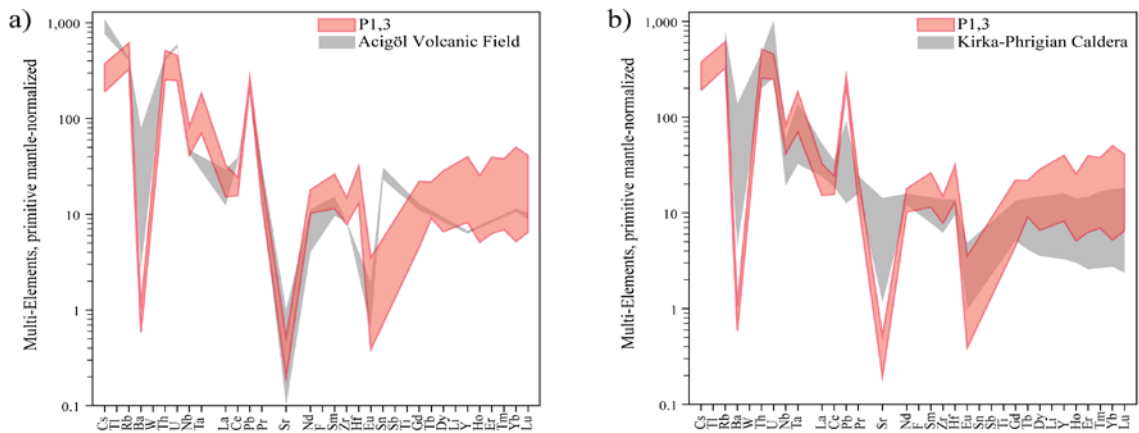 a)
P1,3
Acigöl Volcanic Field
Multi-Elements, primitive mantle-normalized
1,000
100
10
1
0.1
Cs Tl Rb Ba W Th U Nb Ta La Ce Pb Pr Sr Nd F Sm Zr Hf Eu Sn Sb Ti Gd Tb Dy Li Y Ho Er Tm Yb Lu
b)
P1,3
Kirka-Phrigian Caldera
Multi-Elements, primitive mantle-normalized
1,000
100
10
1
0.1
Cs Tl Rb Ba W Th U Nb Ta La Ce Pb Pr Sr Nd F Sm Zr Hf Eu Sn Sb Ti Gd Tb Dy Li Y Ho Er Tm Yb Lu